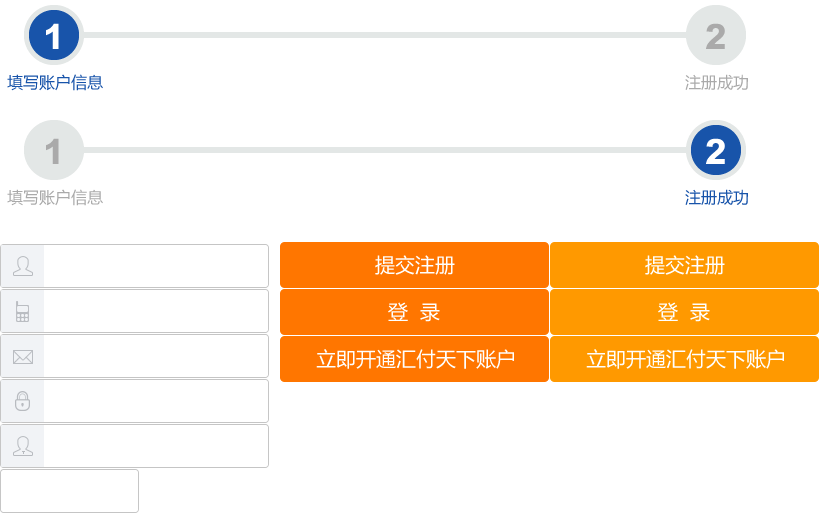 1 2
填写账户信息 注册成功
1 2
填写账户信息 注册成功
提交注册 提交注册
登 录 登 录
立即开通汇付天下账户 立即开通汇付天下账户